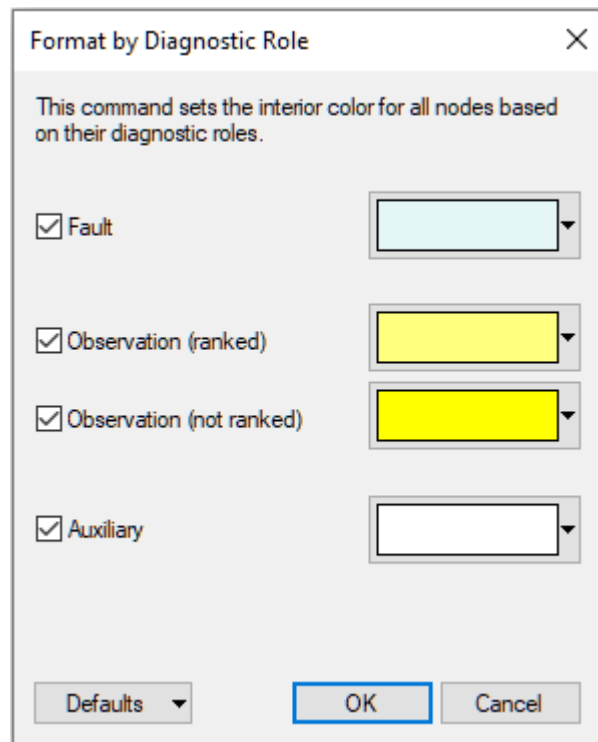 Format by Diagnostic Role
This command sets the interior color for all nodes based
on their diagnostic roles.
Fault
Observation (ranked)
Observation (not ranked)
Auxiliary
Defaults
OK
Cancel